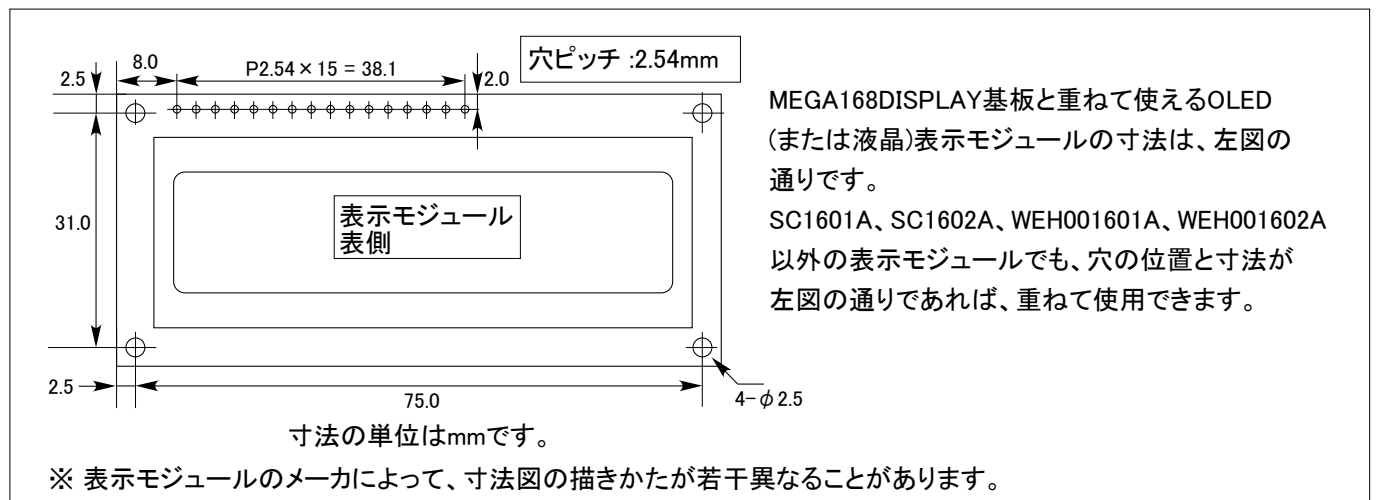 穴ピッチ :2.54mm
8.0
P2.54×15 = 38.1
2.5
2.0
MEGA168DISPLAY基板と重ねて使えるOLED
(または液晶)表示モジュールの寸法は、左図の
通りです。
SC1601A、SC1602A、WEH001601A、WEH001602A
以外の表示モジュールでも、穴の位置と寸法が
左図の通りであれば、重ねて使用できます。
表示モジュール
表側
31.0
2.5
75.0
4-φ2.5
寸法の単位はmmです。
※ 表示モジュールのメーカによって、寸法図の描きかたが若干異なることがあります。